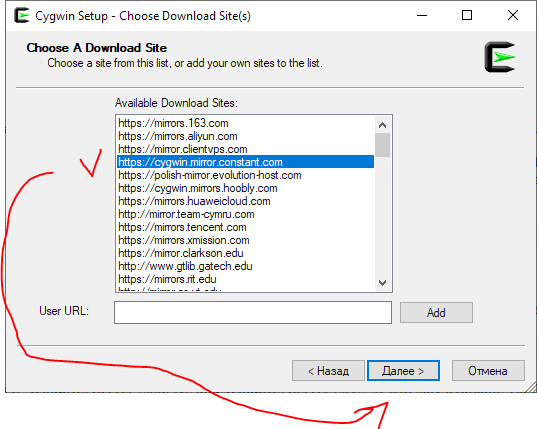 Cygwin Setup - Choose Download Site(s)
Choose A Download Site
Choose a site from this list, or add your own sites to the list.
Available Download Sites:
https://mirrors.163.com
https://mirrors.aliyun.com
https://mirror.clientvps.com
https://cygwin.mirror.constant.com
https://polish-mirror.evolution-host.com
https://cygwin.mirrors.hoobly.com
https://mirrors.huaweicloud.com
http://mirror.team-cymru.com
https://mirrors.tencent.com
https://mirrors.xmission.com
https://mirror.clarkson.edu
http://www.gtlib.gatech.edu
https://mirrors.rit.edu
User URL:
Add
< Назад
Далее >
Отмена